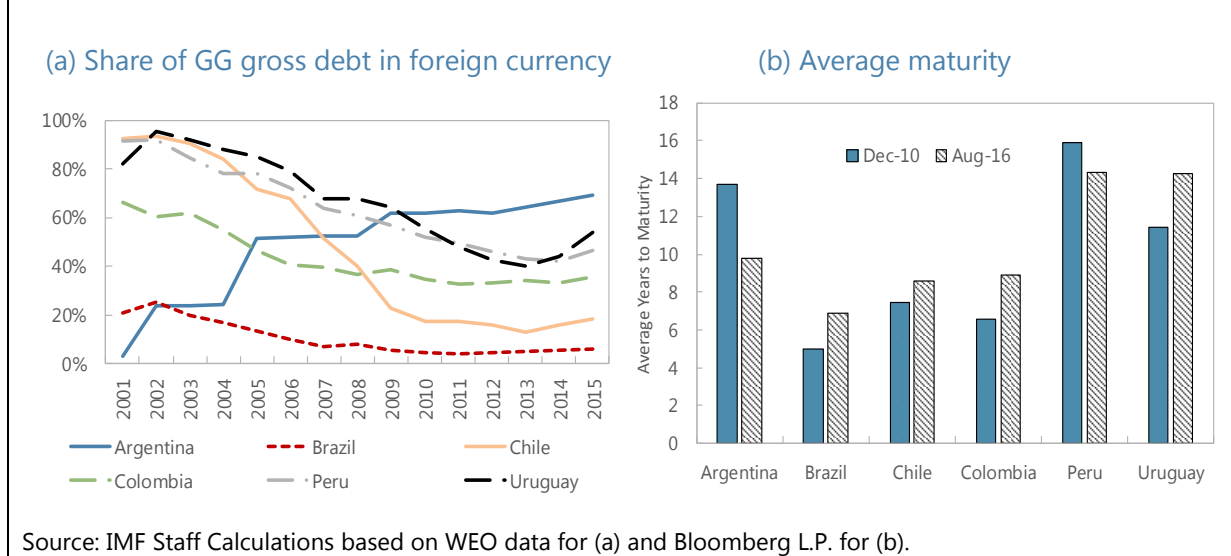 (a) Share of GG gross debt in foreign currency
100%
80%
60%
40%
20%
0%
2001 2002 2003 2004 2005 2006 2007 2008 2009 2010 2011 2012 2013 2014 2015
Argentina Brazil Chile
Colombia Peru Uruguay
(b) Average maturity
Average Years to Maturity
18
16
14
12
10
8
6
4
2
0
Dec-10 Aug-16
Argentina Brazil Chile Colombia Peru Uruguay
Source: IMF Staff Calculations based on WEO data for (a) and Bloomberg L.P. for (b).